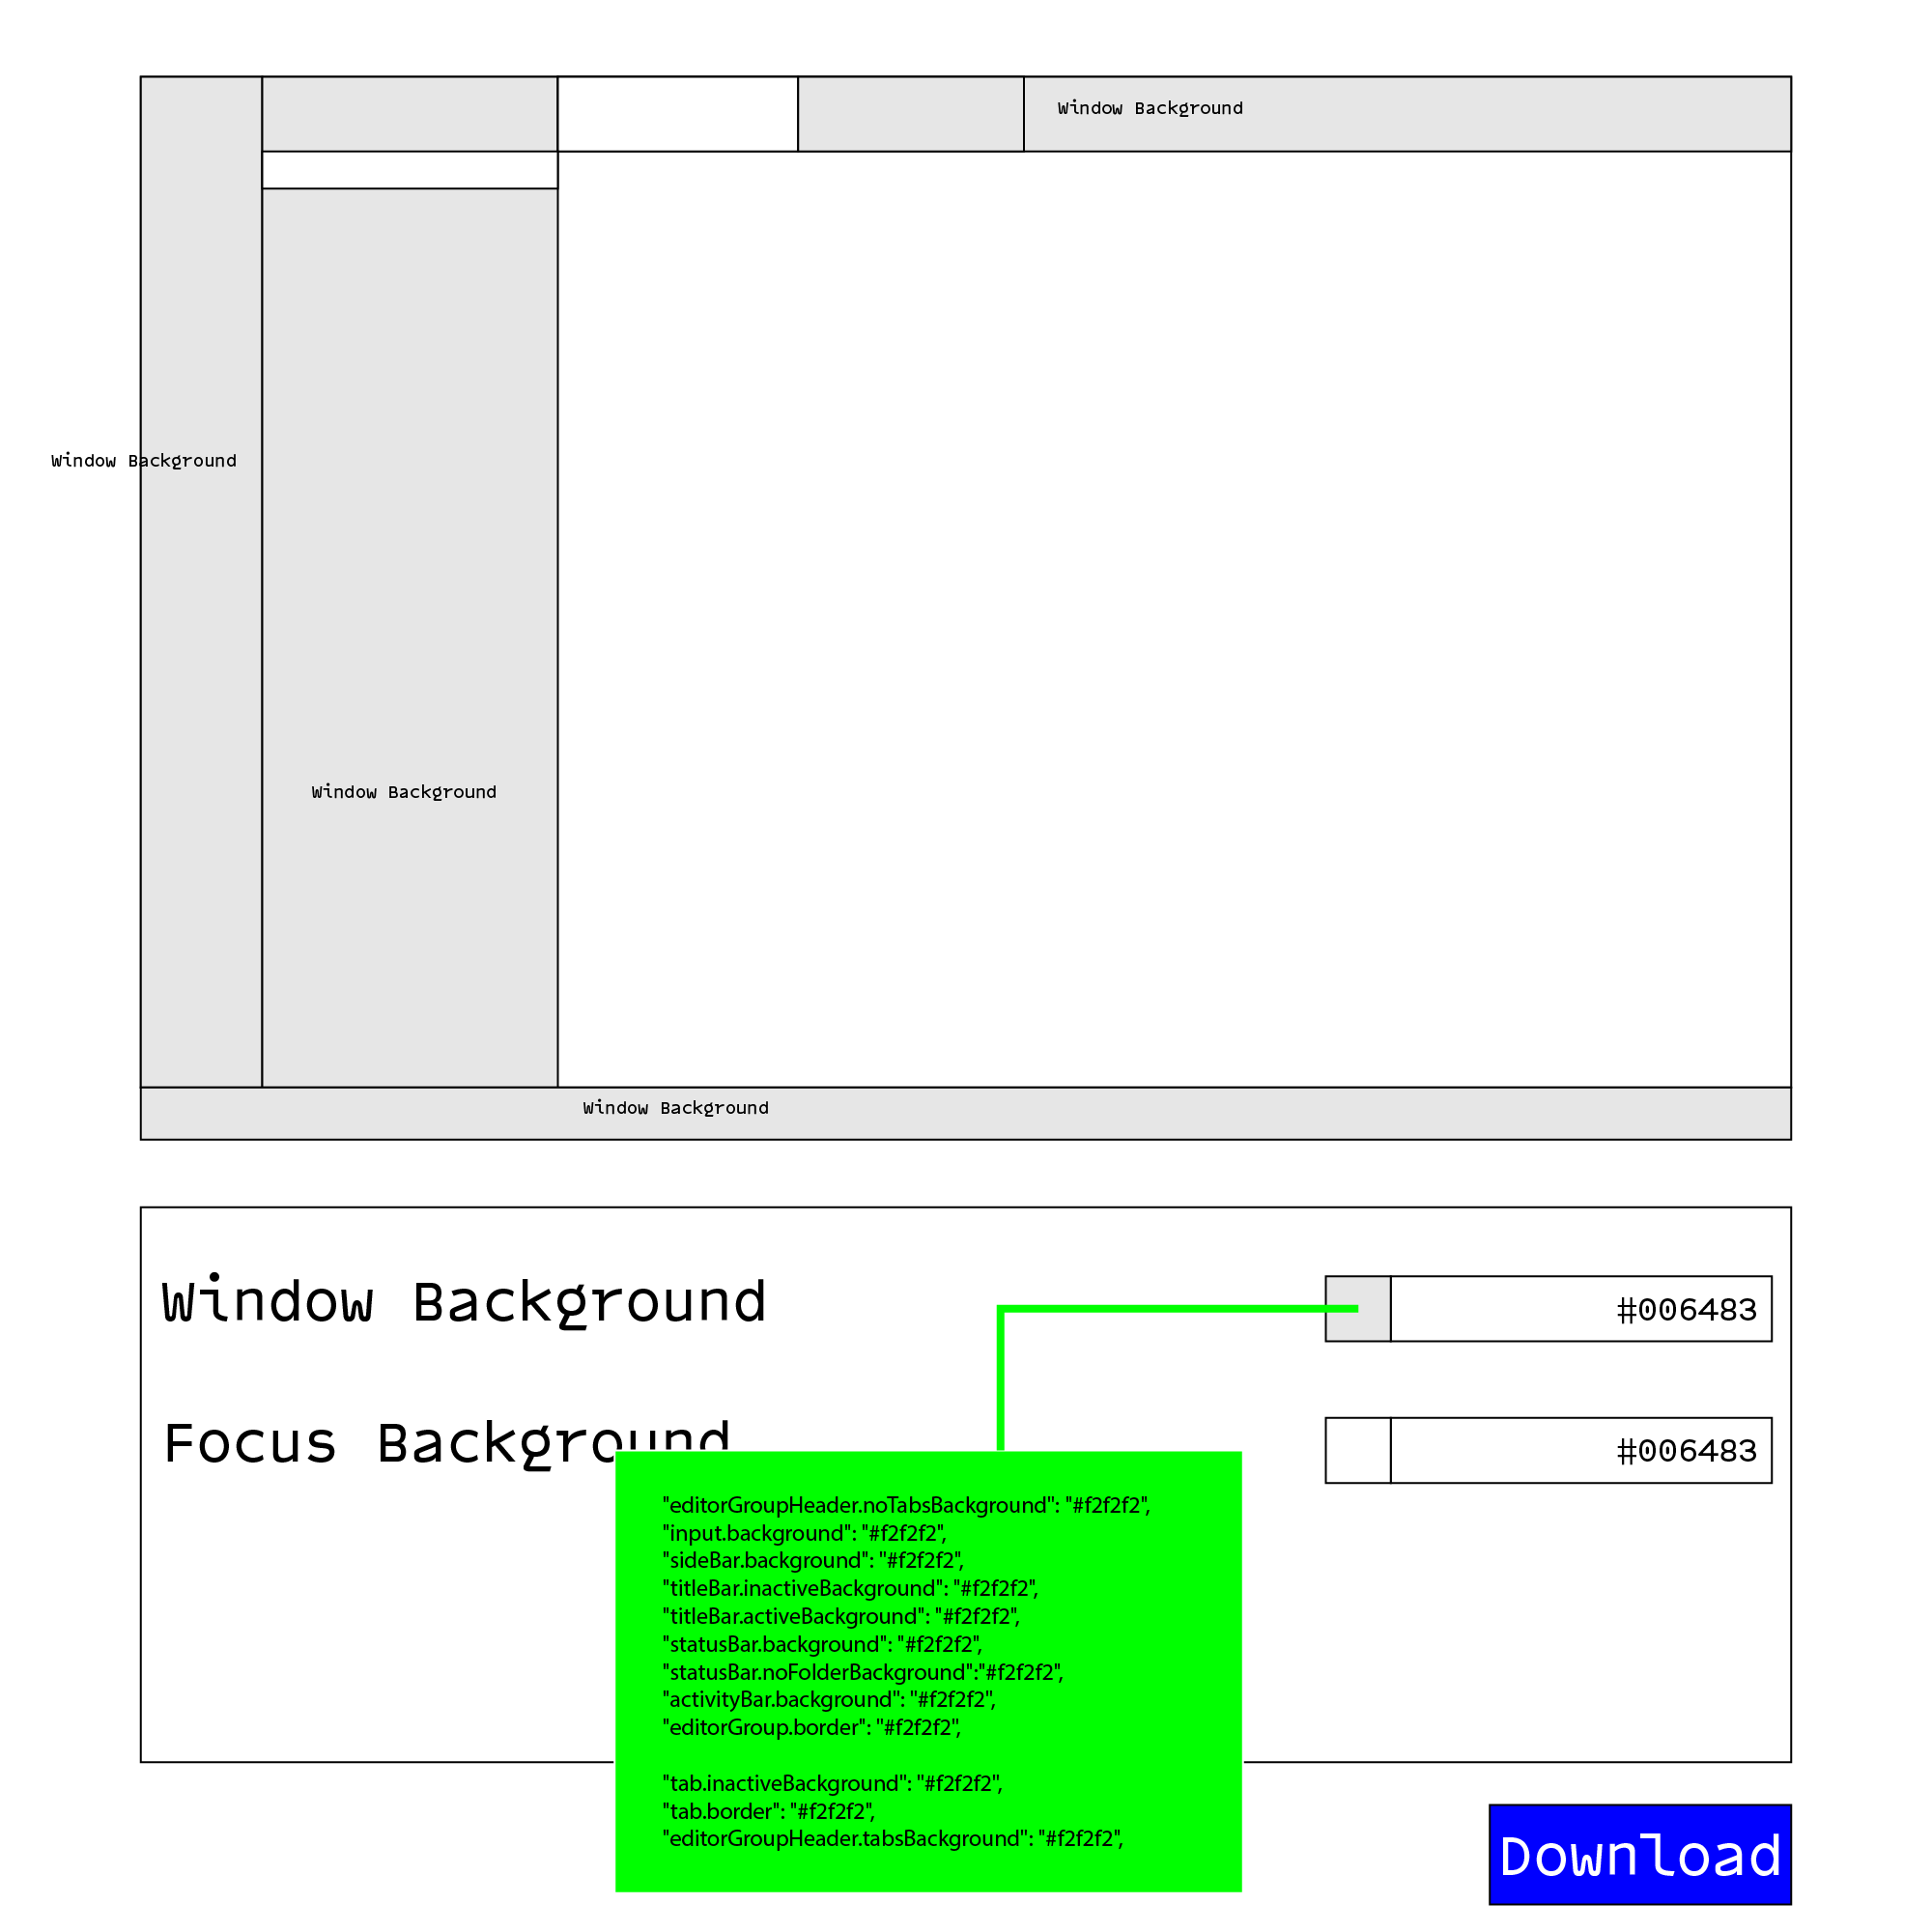 Window Background
Window Background
Window Background
Window Background
Window Background
#006483
Focus Background
#006483
"editorGroupHeader.noTabsBackground": "#f2f2f2",
"input.background": "#f2f2f2",
"sideBar.background": "#f2f2f2",
"titleBar.inactiveBackground": "#f2f2f2",
"titleBar.activeBackground": "#f2f2f2",
"statusBar.background": "#f2f2f2",
"statusBar.noFolderBackground":"#f2f2f2",
"activityBar.background": "#f2f2f2",
"editorGroup.border": "#f2f2f2",
"tab.inactiveBackground": "#f2f2f2",
"tab.border": "#f2f2f2",
"editorGroupHeader.tabsBackground": "#f2f2f2",
Download